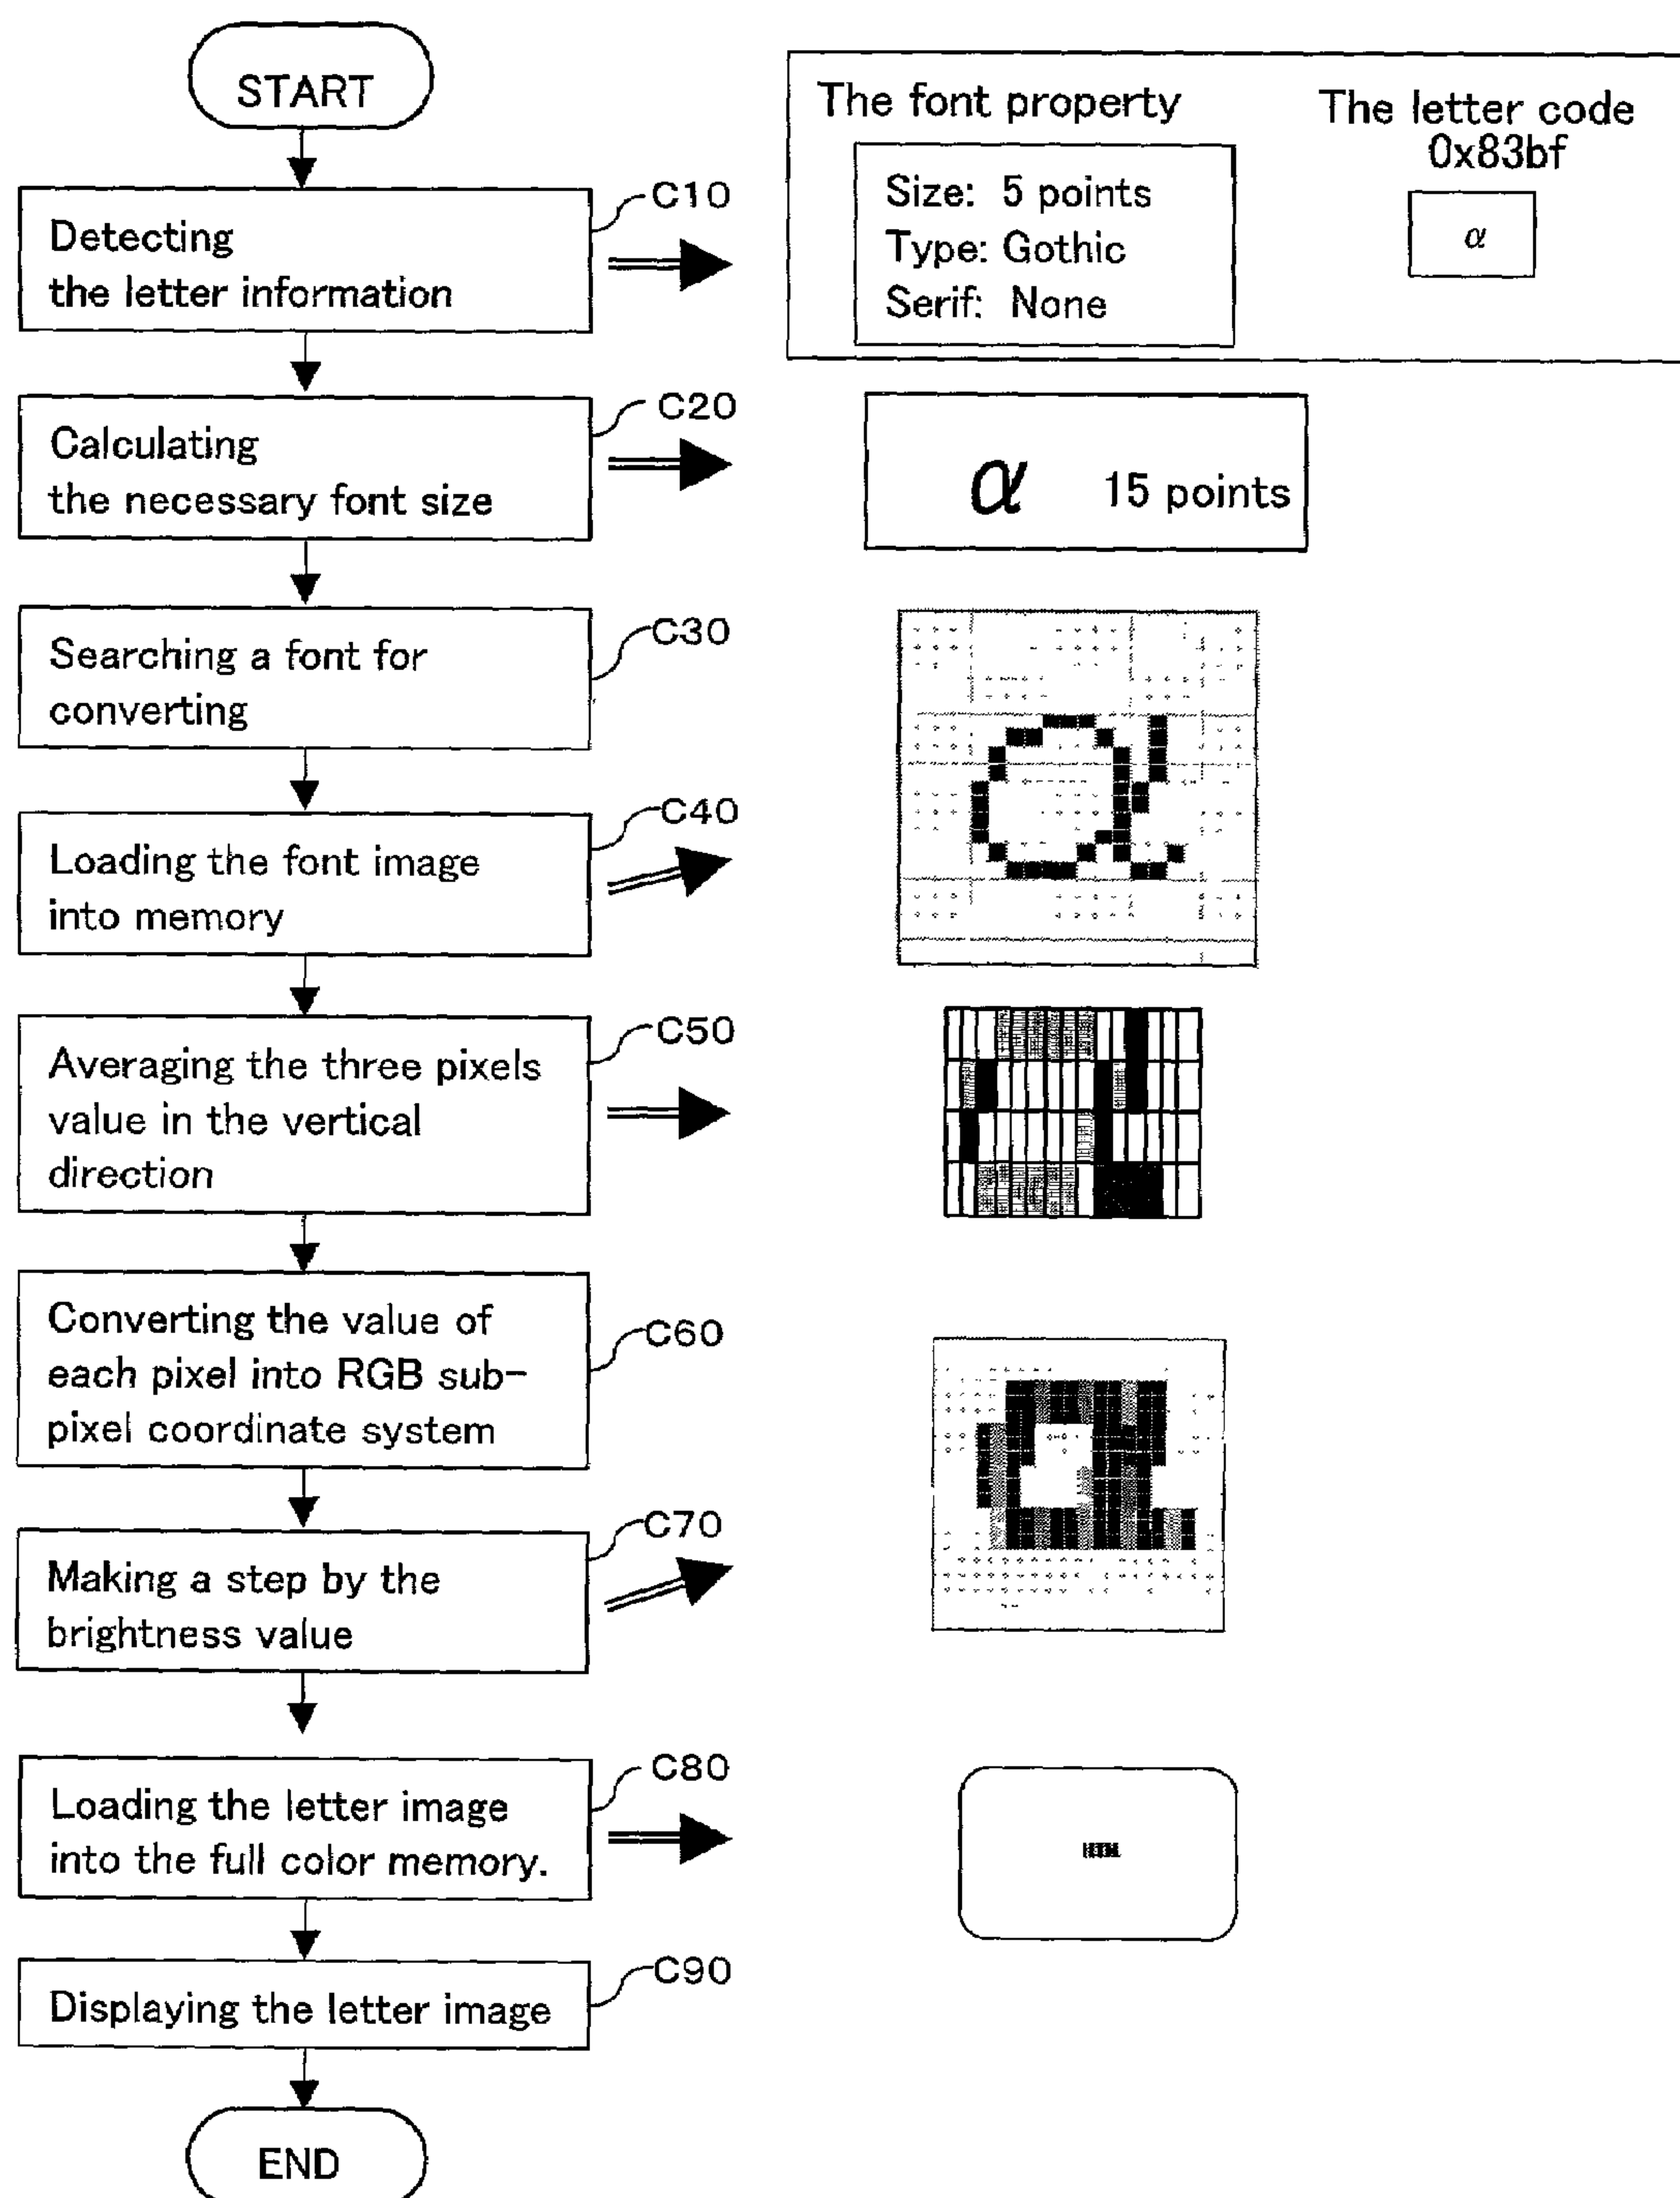 START
The font property
The letter code
0x83bf
Size: 5 points
Type: Gothic
Serif: None
α
C10
Detecting
the letter information
C20
Calculating
the necessary font size
α 15 points
C30
Searching a font for
converting
C40
Loading the font image
into memory
C50
Averaging the three pixels
value in the vertical
direction
C60
Converting the value of
each pixel into RGB sub-
pixel coordinate system
C70
Making a step by the
brightness value
C80
Loading the letter image
into the full color memory.
C90
Displaying the letter image
END